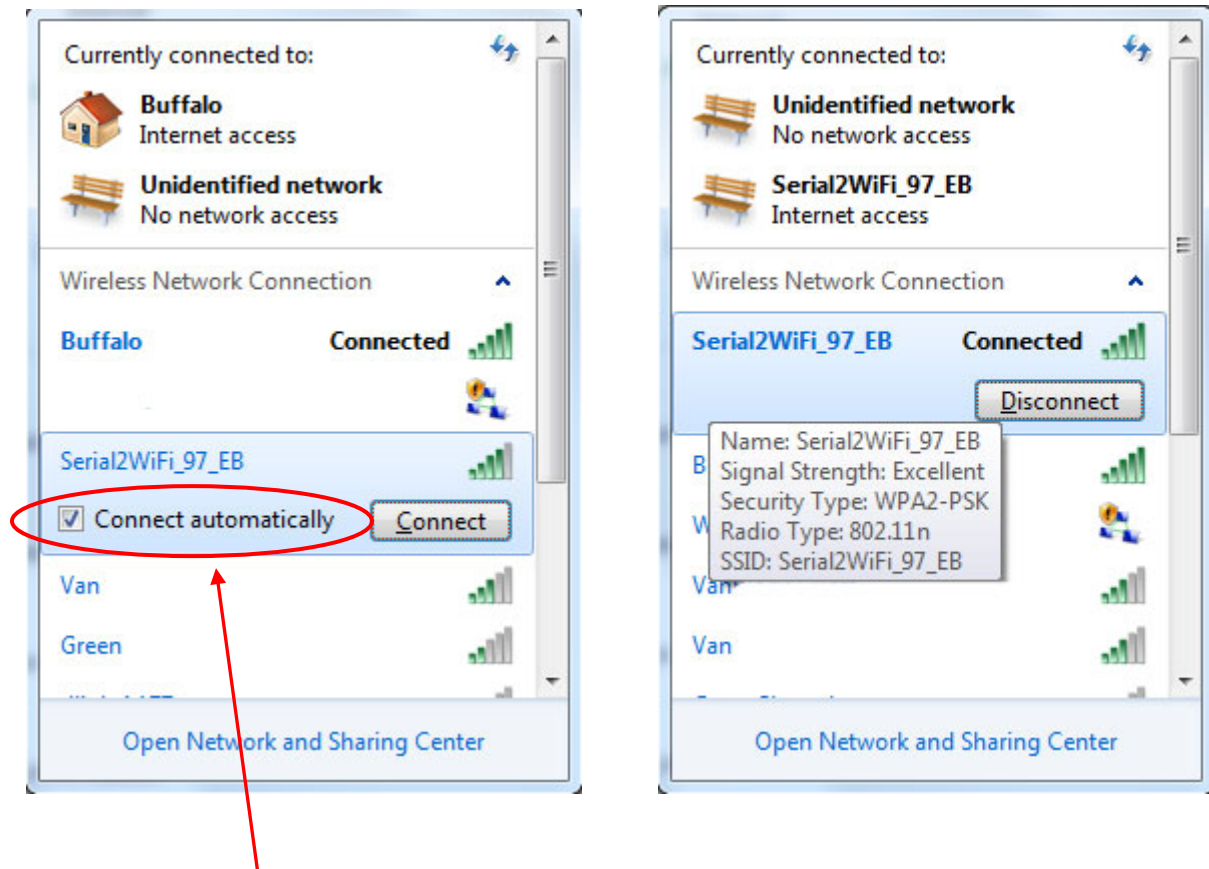 Currently connected to:
Buffalo
Internet access
Unidentified network
No network access
Wireless Network Connection
Buffalo Connected
Serial2WiFi_97_EB
Connect automatically Connect
Van
Green
Open Network and Sharing Center
Currently connected to:
Unidentified network
No network access
Serial2WiFi_97_EB
Internet access
Wireless Network Connection
Serial2WiFi_97_EB Connected
Disconnect
Name: Serial2WiFi_97_EB
B
Signal Strength: Excellent
Security Type: WPA2-PSK
W
Radio Type: 802.11n
SSID: Serial2WiFi_97_EB
Van
Van
Open Network and Sharing Center